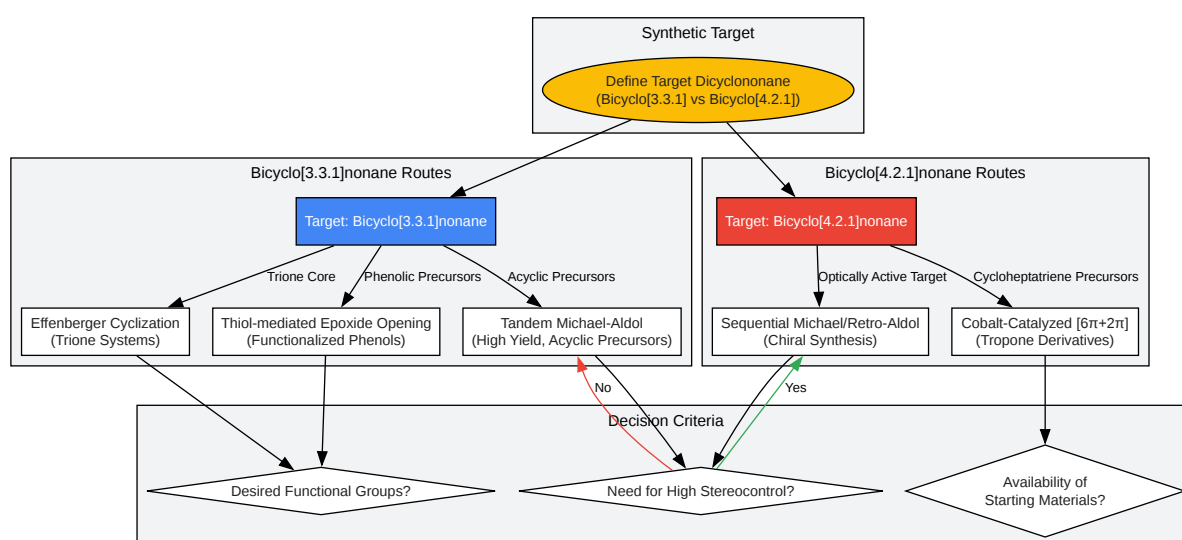 Synthetic Target
Define Target Dicyclononane
(Bicyclo[3.3.1] vs Bicyclo[4.2.1])
Bicyclo[3.3.1]nonane Routes
Bicyclo[4.2.1]nonane Routes
Target: Bicyclo[3.3.1]nonane
Target: Bicyclo[4.2.1]nonane
Trione Core
Phenolic Precursors
Acyclic Precursors
Optically Active Target
Cycloheptatriene Precursors
Effenberger Cyclization
(Trione Systems)
Thiol-mediated Epoxide Opening
(Functionalized Phenols)
Tandem Michael-Aldol
(High Yield, Acyclic Precursors)
Sequential Michael/Retro-Aldol
(Chiral Synthesis)
Cobalt-Catalyzed [6π+2π]
(Tropone Derivatives)
No
Yes
Decision Criteria
Desired Functional Groups?
Need for High Stereocontrol?
Availability of
Starting Materials?